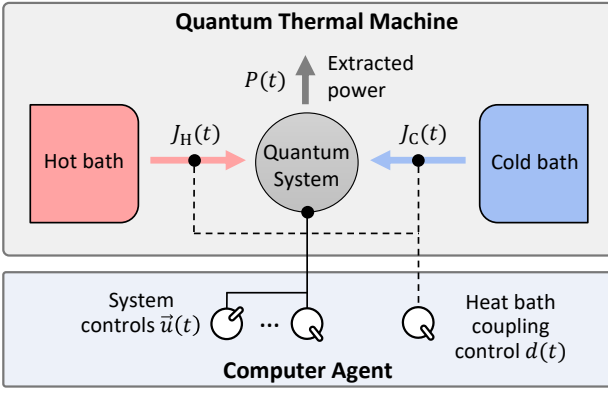 Quantum Thermal Machine
P(t)
Extracted
power
J_H(t)
J_C(t)
Hot bath
Quantum
System
Cold bath
System
controls u⃗(t)
...
Heat bath
coupling
control d(t)
Computer Agent